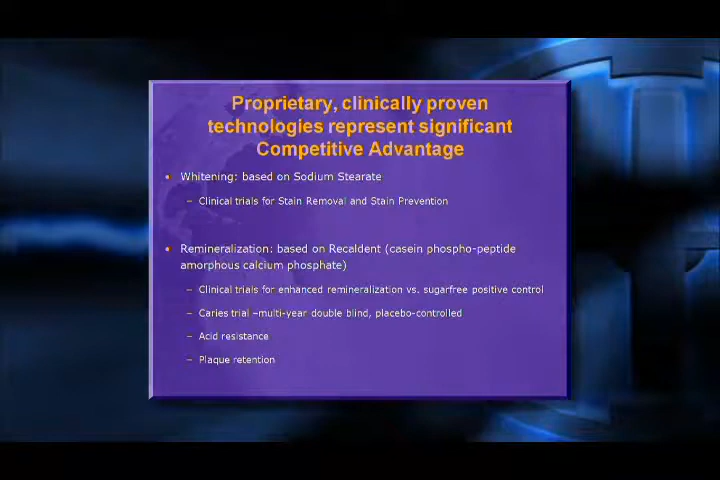 Proprietary, clinically proven
technologies represent significant
Competitive Advantage
• Whitening: based on Sodium Stearate
– Clinical trials for Stain Removal and Stain Prevention
• Remineralization: based on Recaldent (casein phospho-peptide
amorphous calcium phosphate)
– Clinical trials for enhanced remineralization vs. sugarfree positive control
– Caries trial –multi-year double blind, placebo-controlled
– Acid resistance
– Plaque retention